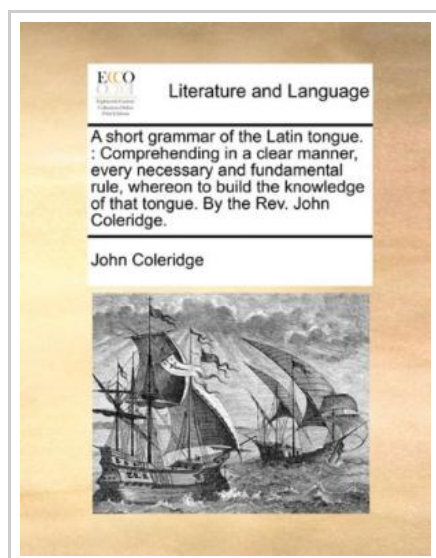 ECCO
Literature and Language
A short grammar of the Latin tongue.
: Comprehending in a clear manner,
every necessary and fundamental
rule, whereon to build the knowledge
of that tongue. By the Rev. John
Coleridge.
John Coleridge